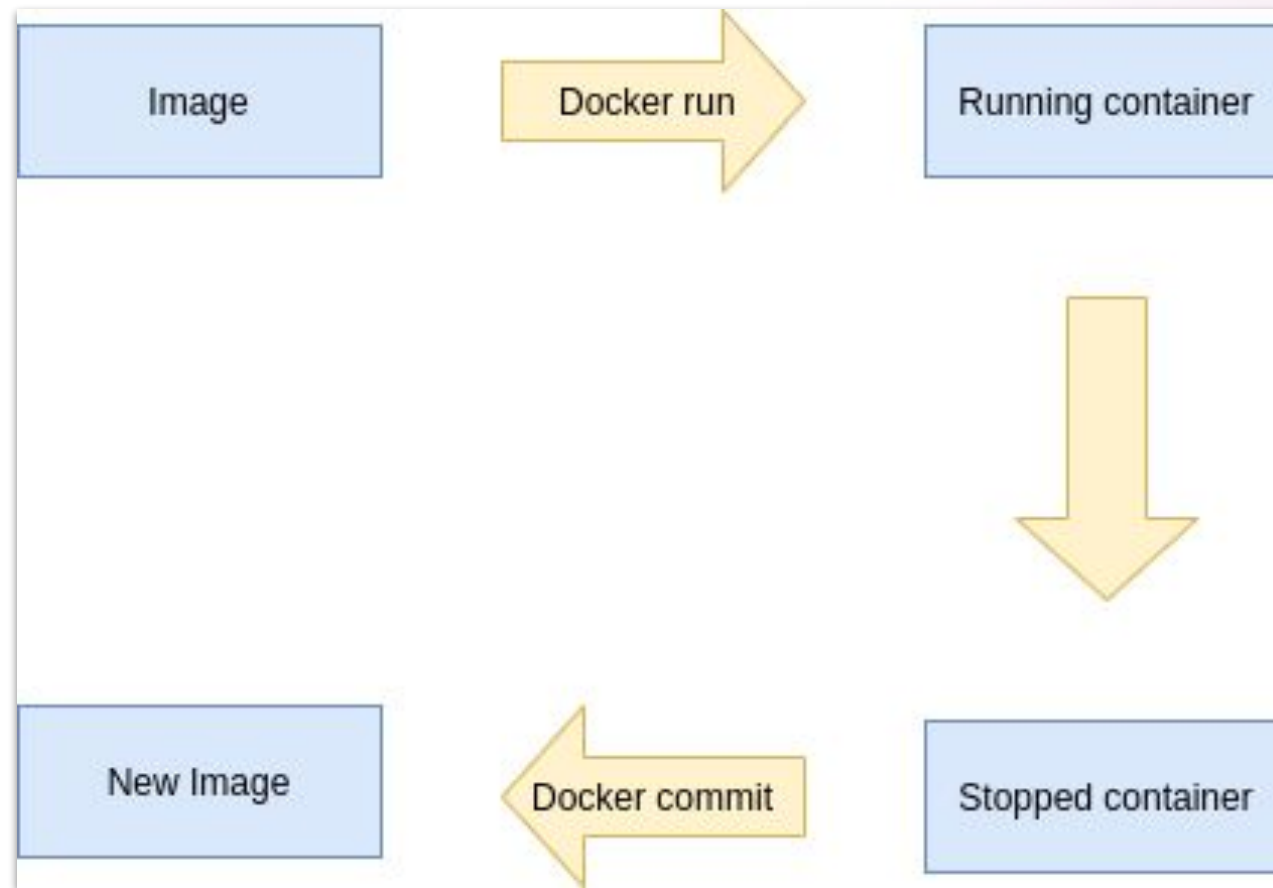 Image
Docker run
Running container
New Image
Docker commit
Stopped container